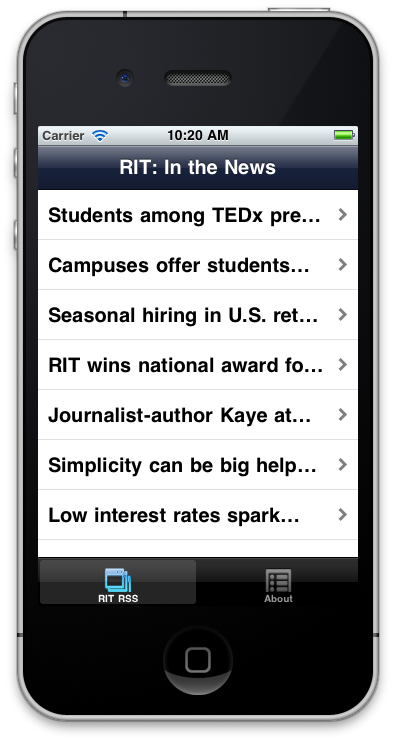 Carrier 10:20 AM
RIT: In the News
Students among TEDx pre...
Campuses offer students...
Seasonal hiring in U.S. ret...
RIT wins national award fo...
Journalist-author Kaye at...
Simplicity can be big help...
Low interest rates spark...
RIT RSS About